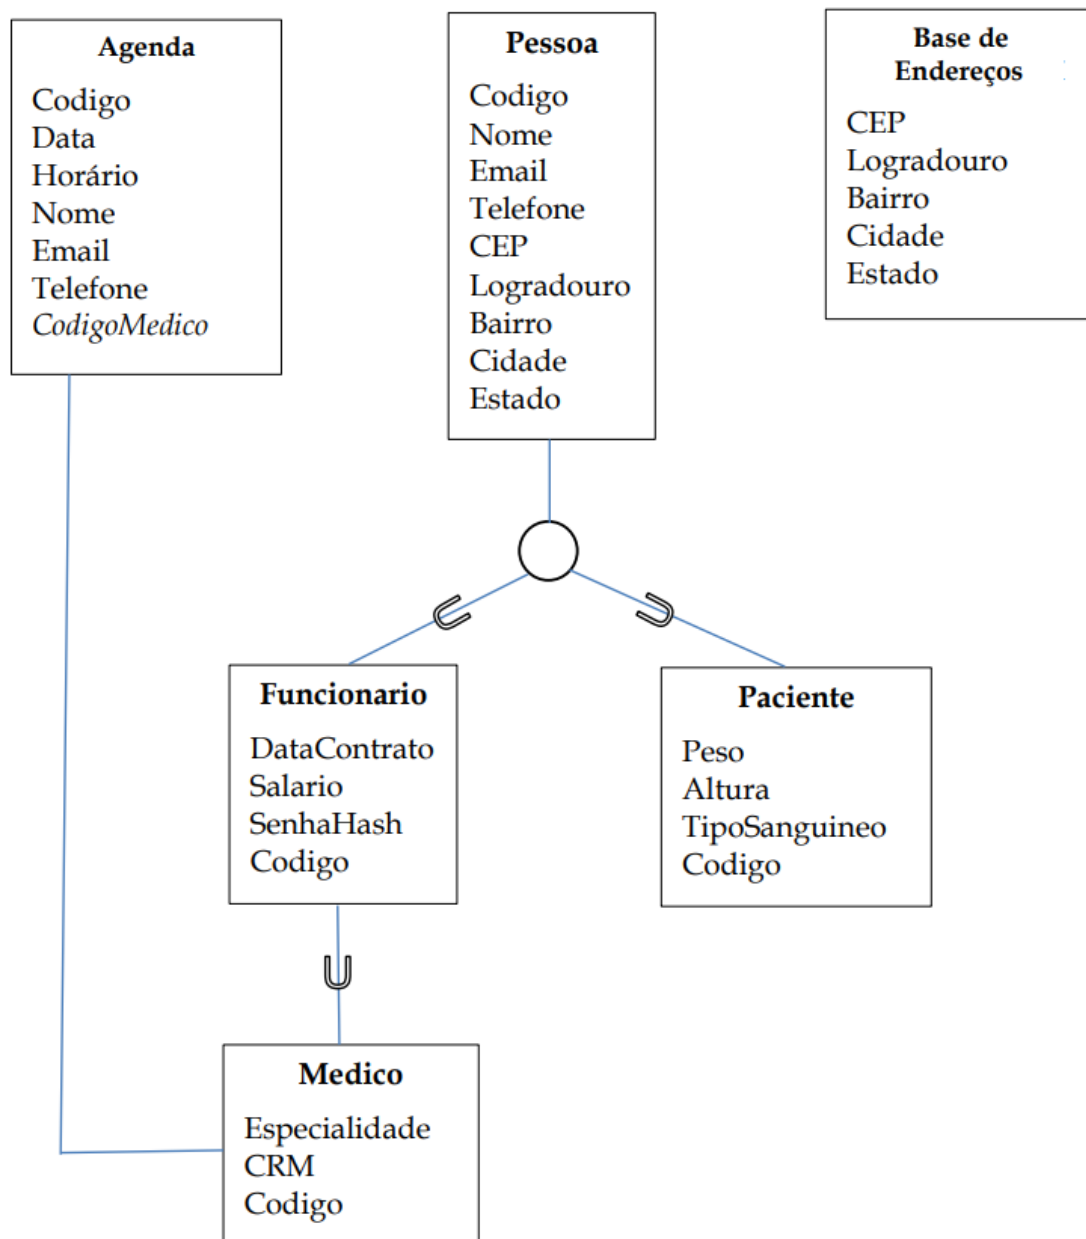 Agenda
Codigo
Data
Horário
Nome
Email
Telefone
CodigoMedico
Pessoa
Codigo
Nome
Email
Telefone
CEP
Logradouro
Bairro
Cidade
Estado
Base de
Endereços
CEP
Logradouro
Bairro
Cidade
Estado
Funcionario
DataContrato
Salario
SenhaHash
Codigo
Paciente
Peso
Altura
TipoSanguineo
Codigo
Medico
Especialidade
CRM
Codigo